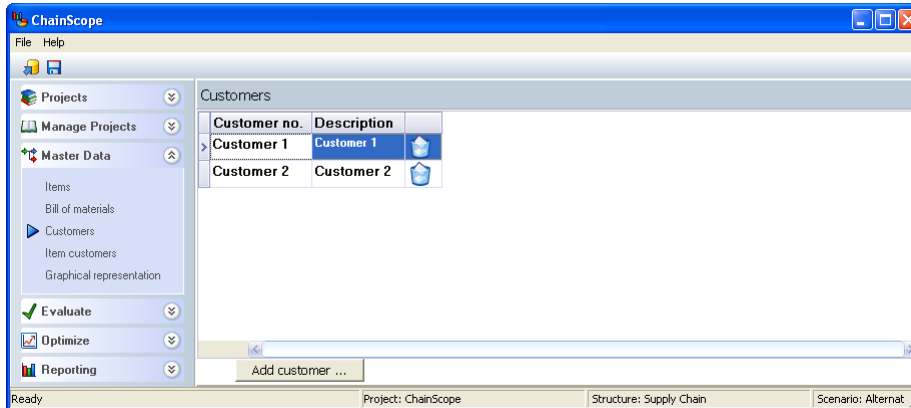 ChainScope
File Help
Projects
Manage Projects
Master Data
Items
Bill of materials
Customers
Item customers
Graphical representation
Evaluate
Optimize
Reporting
Customers
Customer no. Description
Customer 1 Customer 1
Customer 2 Customer 2
Add customer ...
Ready Project: ChainScope Structure: Supply Chain Scenario: Alternat